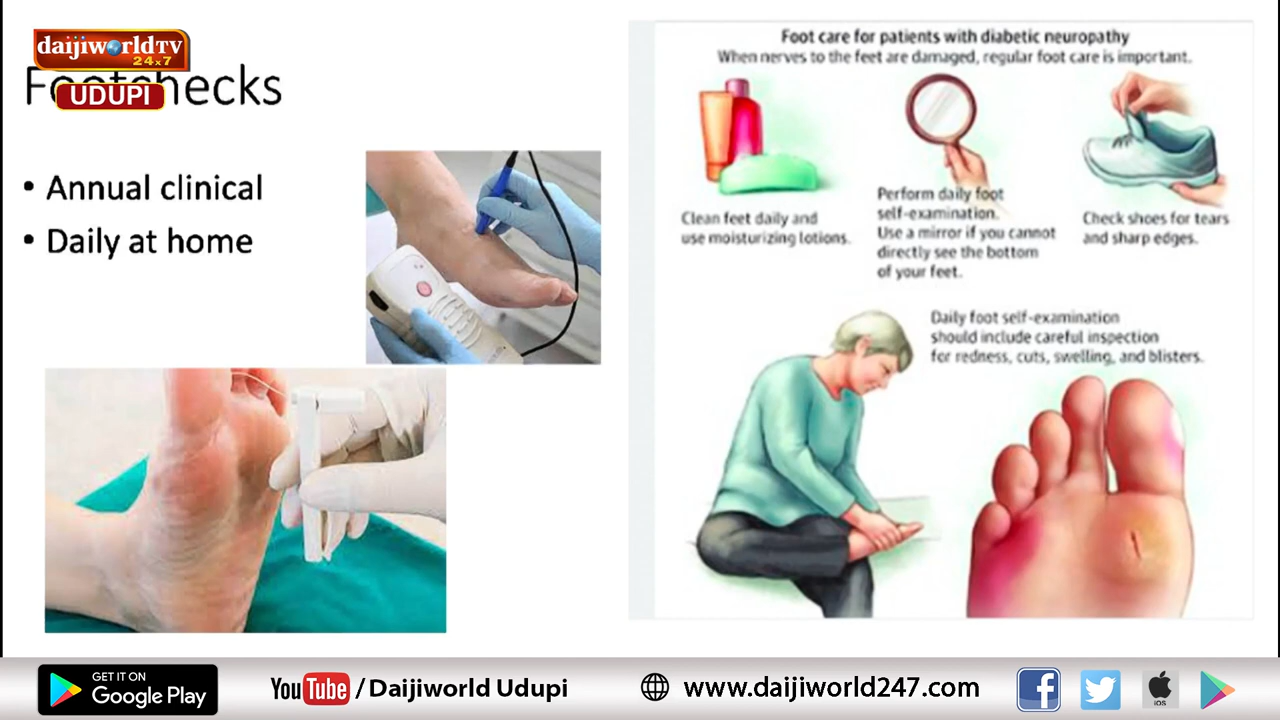 daijiworldTV
24x7
UDUPI
Footchecks
• Annual clinical
• Daily at home
Foot care for patients with diabetic neuropathy
When nerves to the feet are damaged, regular foot care is important.
Clean feet daily and
use moisturizing lotions.
Perform daily foot
self-examination.
Use a mirror if you cannot
directly see the bottom
of your feet.
Check shoes for tears
and sharp edges.
Daily foot self-examination
should include careful inspection
for redness, cuts, swelling, and blisters.
GET IT ON
Google Play
YouTube /Daijiworld Udupi
www.daijiworld247.com
iOS